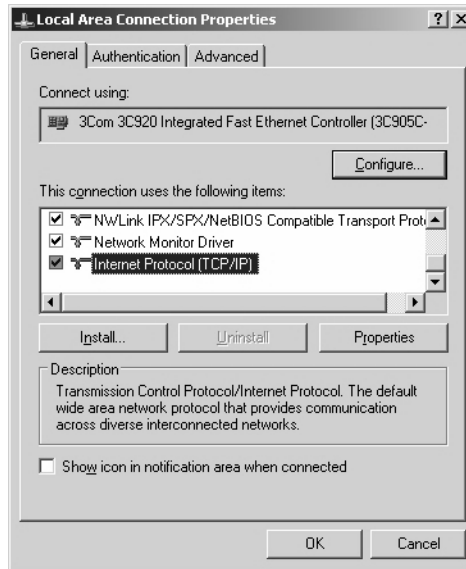 Local Area Connection Properties
General Authentication Advanced
Connect using:
3Com 3C920 Integrated Fast Ethernet Controller (3C905C-
Configure...
This connection uses the following items:
NWLink IPX/SPX/NetBIOS Compatible Transport
Network Monitor Driver
Internet Protocol (TCP/IP)
Install... Uninstall Properties
Description
Transmission Control Protocol/Internet Protocol. The default
wide area network protocol that provides communication
across diverse interconnected networks.
Show icon in notification area when connected
OK Cancel